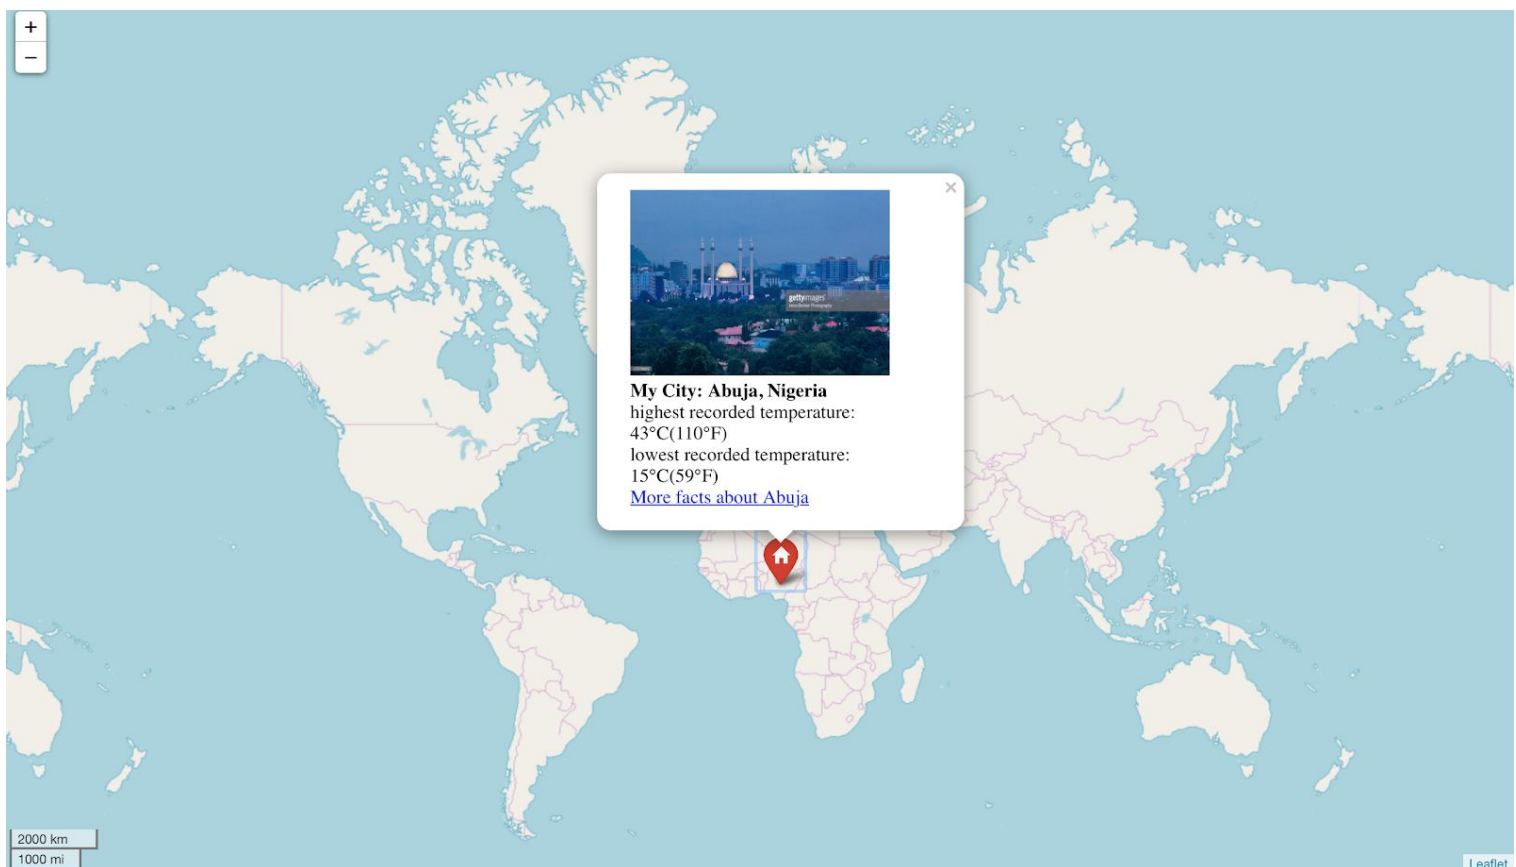 +
−
×
gettyimages
My City: Abuja, Nigeria
highest recorded temperature:
43°C(110°F)
lowest recorded temperature:
15°C(59°F)
More facts about Abuja
2000 km
1000 mi
Leaflet